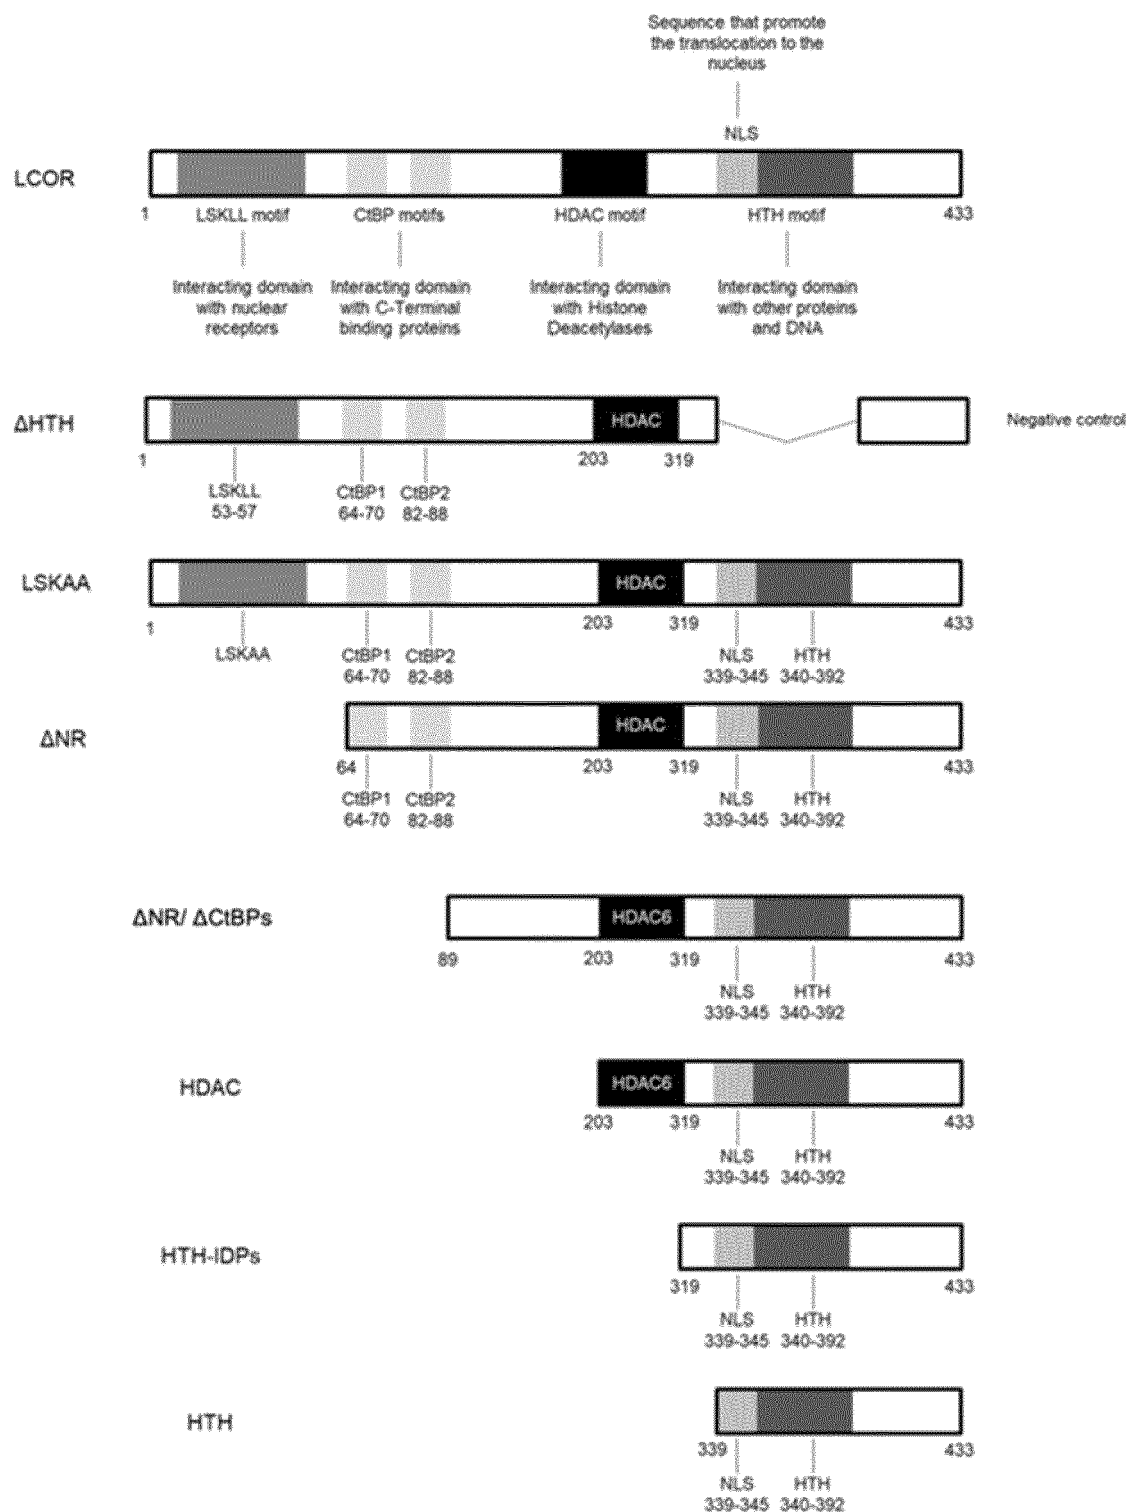 Sequence that promote
the translocation to the
nucleus
NLS
LCOR
1
LSKLL motif
CtBP motifs
HDAC motif
HTH motif
433
Interacting domain
with nuclear
receptors
Interacting domain
with C-Terminal
binding proteins
Interacting domain
with Histone
Deacetylases
Interacting domain
with other proteins
and DNA
ΔHTH
HDAC
Negative control
1
203
319
LSKLL
53-57
CtBP1
64-70
CtBP2
82-88
LSKAA
HDAC
1
203
319
433
LSKAA
CtBP1
64-70
CtBP2
82-88
NLS
339-345
HTH
340-392
ΔNR
HDAC
64
203
319
433
CtBP1
64-70
CtBP2
82-88
NLS
339-345
HTH
340-392
ΔNR/ ΔCtBPs
HDAC6
89
203
319
433
NLS
339-345
HTH
340-392
HDAC
HDAC6
203
319
433
NLS
339-345
HTH
340-392
HTH-IDPs
319
433
NLS
339-345
HTH
340-392
HTH
339
433
NLS
339-345
HTH
340-392